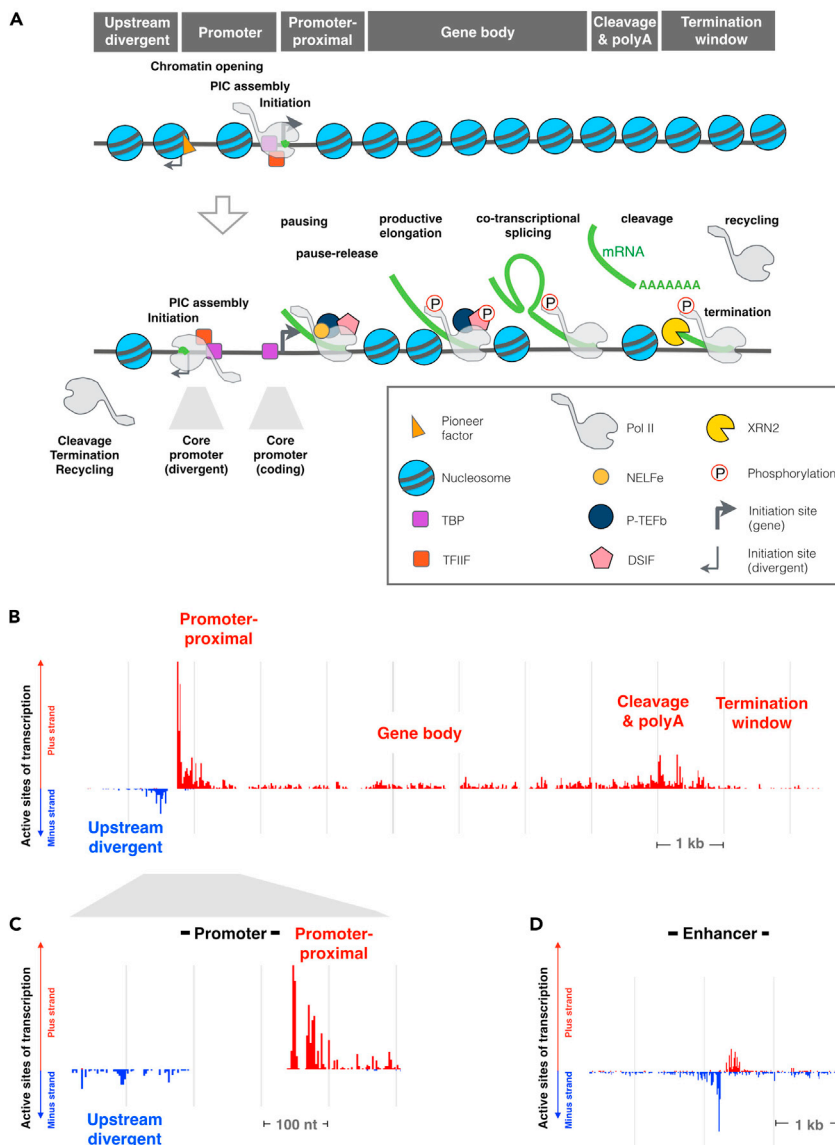 A
Upstream
divergent
Promoter
Promoter-
proximal
Gene body
Cleavage
& polyA
Termination
window
Chromatin opening
PIC assembly
Initiation
pausing
pause-release
productive
elongation
co-transcriptional
splicing
cleavage
recycling
mRNA
AAAAAAA
P
P
P
P
termination
PIC assembly
Initiation
Cleavage
Termination
Recycling
Core
promoter
(divergent)
Core
promoter
(coding)
Pioneer
factor
Pol II
XRN2
Nucleosome
NELFe
P
Phosphorylation
TBP
P-TEFb
Initiation site
(gene)
TFIIF
DSIF
Initiation site
(divergent)
B
Active sites of transcription
Plus strand
Minus strand
Promoter-
proximal
Gene body
Cleavage
& polyA
Termination
window
Upstream
divergent
1 kb
C
Active sites of transcription
Plus strand
Minus strand
Promoter
Promoter-
proximal
Upstream
divergent
100 nt
D
Active sites of transcription
Plus strand
Minus strand
Enhancer
1 kb